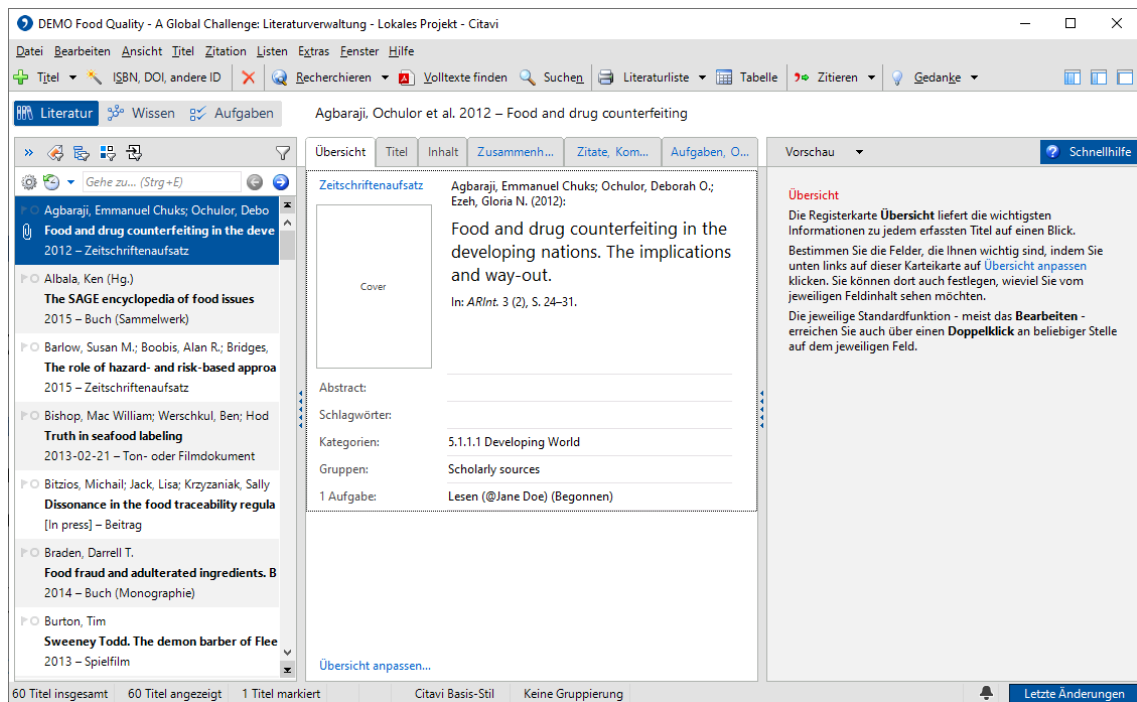 DEMO Food Quality - A Global Challenge: Literaturverwaltung - Lokales Projekt - Citavi
Datei Bearbeiten Ansicht Titel Zitation Listen Extras Fenster Hilfe
Titel ISBN, DOI, andere ID Recherchieren Volltexte finden Suchen Literaturliste Tabelle Zitieren Gedanke
Literatur Wissen Aufgaben Agbaraji, Ochulor et al. 2012 – Food and drug counterfeiting
Gehe zu... (Strg+E)
Agbaraji, Emmanuel Chuks; Ochulor, Debo
Food and drug counterfeiting in the deve
2012 – Zeitschriftenaufsatz
Albala, Ken (Hg.)
The SAGE encyclopedia of food issues
2015 – Buch (Sammelwerk)
Barlow, Susan M.; Boobis, Alan R.; Bridges,
The role of hazard- and risk-based approa
2015 – Zeitschriftenaufsatz
Bishop, Mac William; Werschkul, Ben; Hod
Truth in seafood labeling
2013-02-21 – Ton- oder Filmdokument
Bitzios, Michail; Jack, Lisa; Krzyzaniak, Sally
Dissonance in the food traceability regula
[In press] – Beitrag
Braden, Darrell T.
Food fraud and adulterated ingredients. B
2014 – Buch (Monographie)
Burton, Tim
Sweeney Todd. The demon barber of Flee
2013 – Spielfilm
Übersicht Titel Inhalt Zusammenh... Zitate, Kom... Aufgaben, O...
Zeitschriftenaufsatz
Agbaraji, Emmanuel Chuks; Ochulor, Deborah O.;
Ezeh, Gloria N. (2012):
Food and drug counterfeiting in the
developing nations. The implications
and way-out.
Cover
In: ARInt. 3 (2), S. 24–31.
Abstract:
Schlagwörter:
Kategorien: 5.1.1.1 Developing World
Gruppen: Scholarly sources
1 Aufgabe: Lesen (@Jane Doe) (Begonnen)
Übersicht anpassen...
Vorschau Schnellhilfe
Übersicht
Die Registerkarte Übersicht liefert die wichtigsten
Informationen zu jedem erfassten Titel auf einen Blick.
Bestimmen Sie die Felder, die Ihnen wichtig sind, indem Sie
unten links auf dieser Karteikarte auf Übersicht anpassen
klicken. Sie können dort auch festlegen, wieviel Sie vom
jeweiligen Feldinhalt sehen möchten.
Die jeweilige Standardfunktion - meist das Bearbeiten -
erreichen Sie auch über einen Doppelklick an beliebiger Stelle
auf dem jeweiligen Feld.
60 Titel insgesamt 60 Titel angezeigt 1 Titel markiert Citavi Basis-Stil Keine Gruppierung Letzte Änderungen